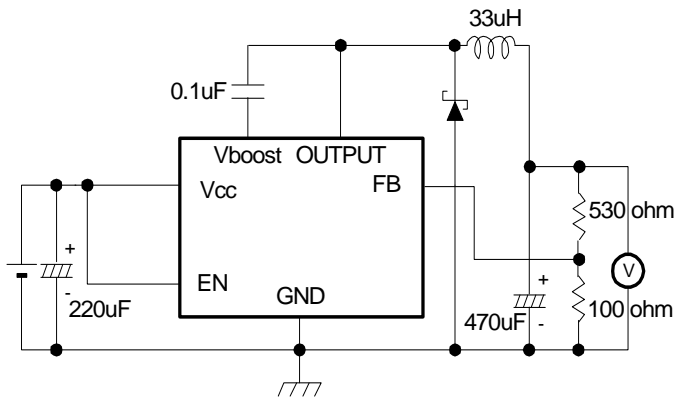 33uH
0.1uF
Vboost OUTPUT
Vcc
FB
530 ohm
+
V
EN
+
-
220uF
GND
470uF
-
100 ohm